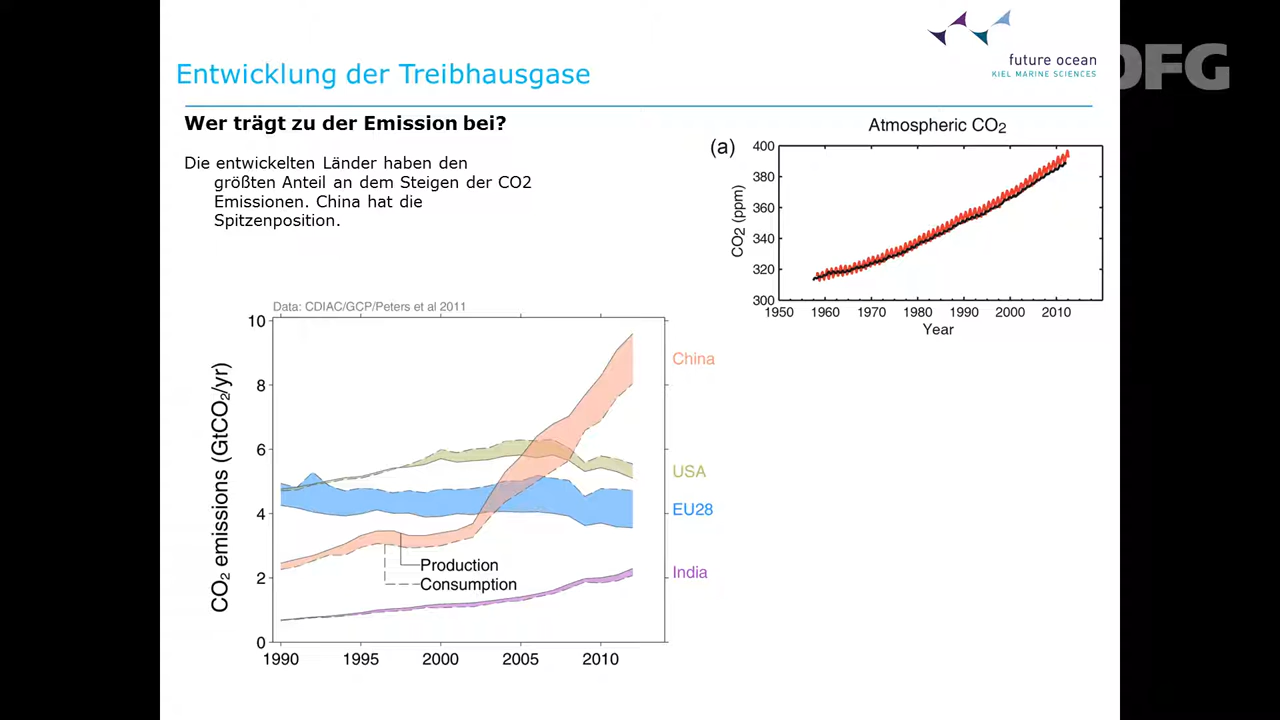 future ocean
KIEL MARINE SCIENCES
DFG
Entwicklung der Treibhausgase
Wer trägt zu der Emission bei?
Die entwickelten Länder haben den
größten Anteil an dem Steigen der CO2
Emissionen. China hat die
Spitzenposition.
Atmospheric CO2
(a)
400
380
360
340
320
300
CO2 (ppm)
1950 1960 1970 1980 1990 2000 2010
Year
Data: CDIAC/GCP/Peters et al 2011
10
8
6
4
2
0
CO2 emissions (GtCO2/yr)
China
USA
EU28
India
Production
Consumption
1990 1995 2000 2005 2010